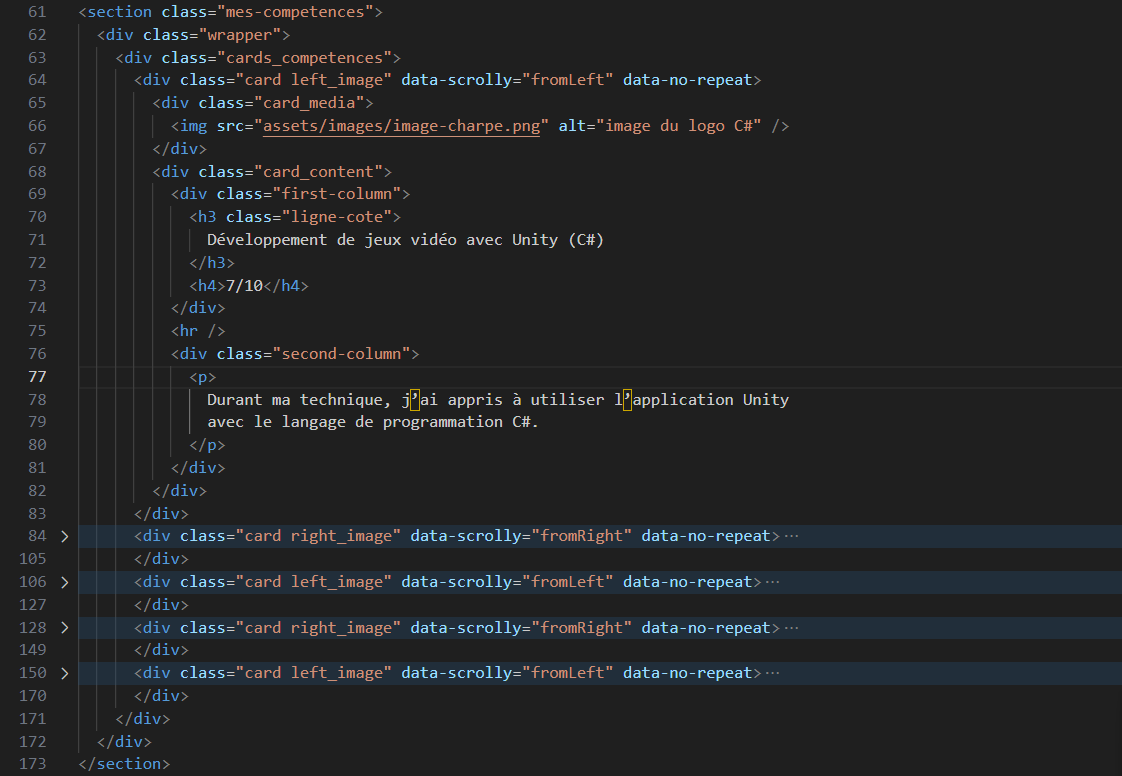 61 <section class="mes-competences">
62 <div class="wrapper">
63 <div class="cards_competences">
64 <div class="card left_image" data-scrolly="fromLeft" data-no-repeat>
65 <div class="card_media">
66 <img src="assets/images/image-charpe.png" alt="image du logo C#" />
67 </div>
68 <div class="card_content">
69 <div class="first-column">
70 <h3 class="ligne-cote">
71 Développement de jeux vidéo avec Unity (C#)
72 </h3>
73 <h4>7/10</h4>
74 </div>
75 <hr />
76 <div class="second-column">
77 <p>
78 Durant ma technique, j’ai appris à utiliser l’application Unity
79 avec le langage de programmation C#.
80 </p>
81 </div>
82 </div>
83 </div>
84 <div class="card right_image" data-scrolly="fromRight" data-no-repeat>···
105 </div>
106 <div class="card left_image" data-scrolly="fromLeft" data-no-repeat>···
127 </div>
128 <div class="card right_image" data-scrolly="fromRight" data-no-repeat>···
149 </div>
150 <div class="card left_image" data-scrolly="fromLeft" data-no-repeat>···
170 </div>
171 </div>
172 </div>
173 </section>